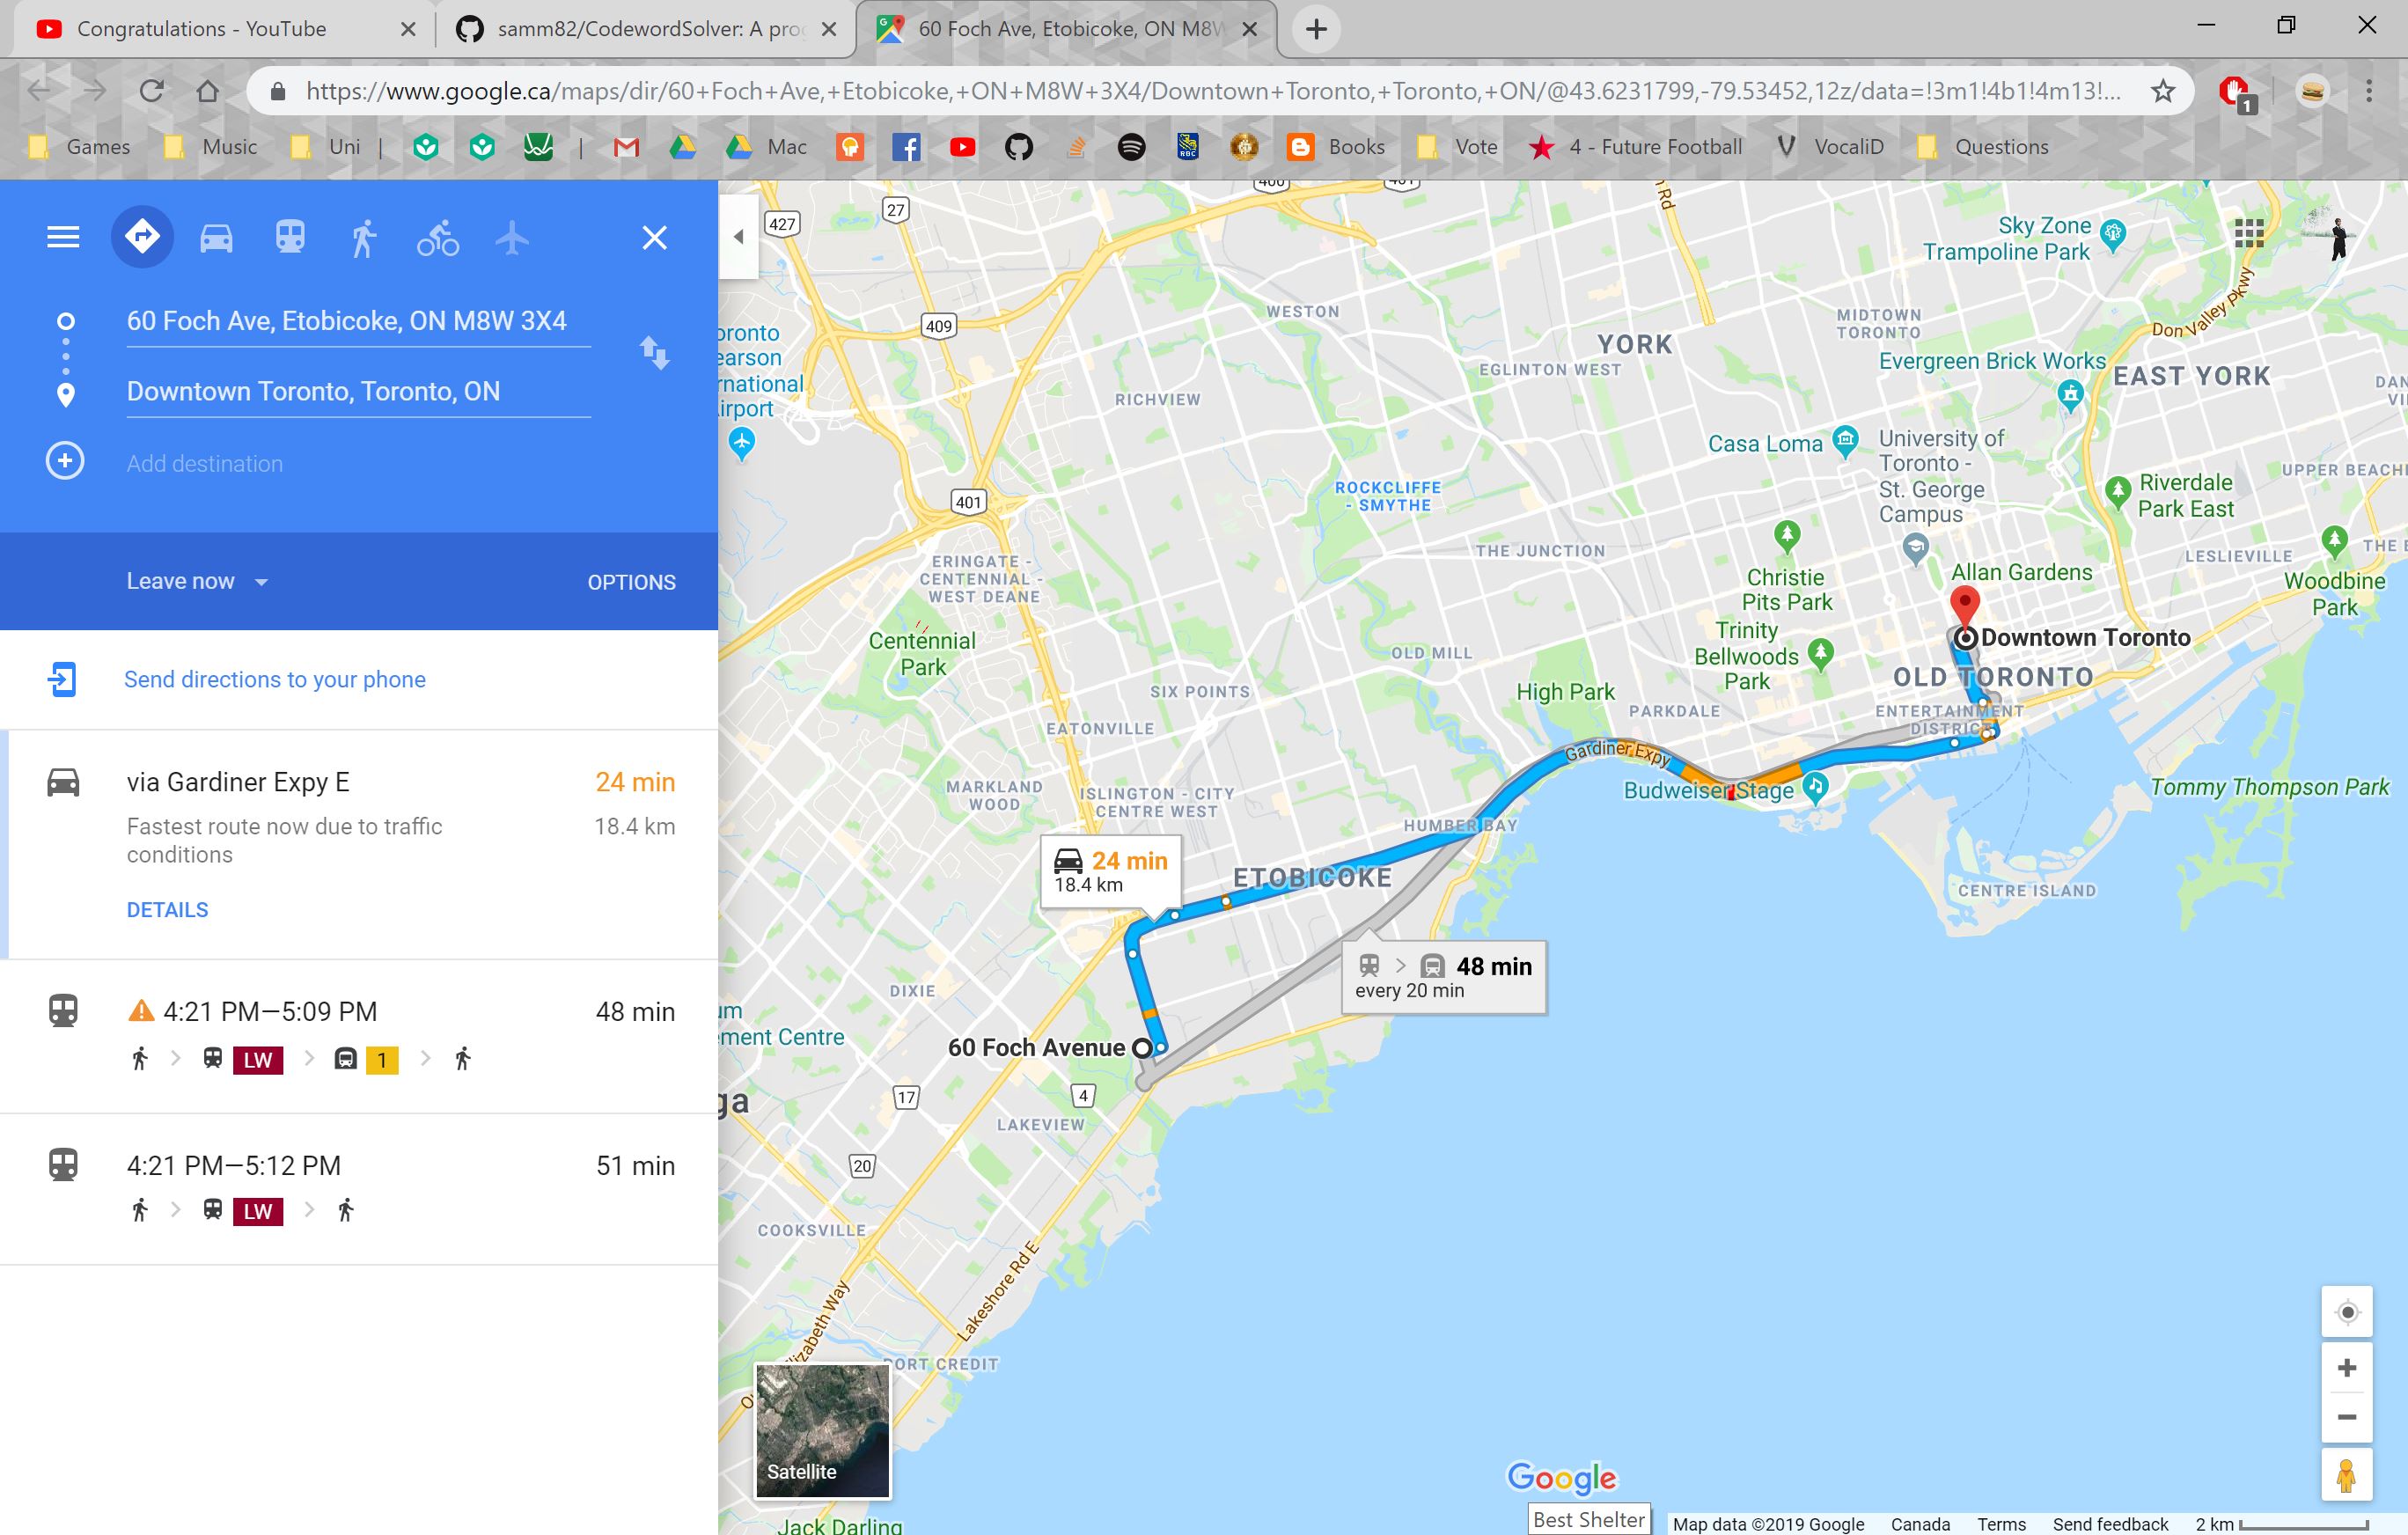 Congratulations - YouTube
samm82/CodewordSolver: A pro
60 Foch Ave, Etobicoke, ON M8W
https://www.google.ca/maps/dir/60+Foch+Ave,+Etobicoke,+ON+M8W+3X4/Downtown+Toronto,+Toronto,+ON/@43.6231799,-79.53452,12z/data=!3m1!4b1!4m13!...
1
Games
Music
Uni
|
|
Mac
RBC
Books
Vote
4 - Future Football
VocaliD
Questions
60 Foch Ave, Etobicoke, ON M8W 3X4
Downtown Toronto, Toronto, ON
Add destination
Leave now
OPTIONS
Send directions to your phone
via Gardiner Expy E
24 min
Fastest route now due to traffic
conditions
18.4 km
DETAILS
4:21 PM—5:09 PM
48 min
LW
1
4:21 PM—5:12 PM
51 min
LW
427
27
400
401
n Rd
Sky Zone
Trampoline Park
Don Valley Pkwy
WESTON
409
oronto
earson
rnational
irport
YORK
MIDTOWN
TORONTO
EGLINTON WEST
Evergreen Brick Works
EAST YORK
DAN
VI
RICHVIEW
Casa Loma
University of
Toronto -
St. George
Campus
UPPER BEACH
Riverdale
Park East
401
ROCKCLIFFE
- SMYTHE
THE JUNCTION
LESLIEVILLE
THE B
ERINGATE -
CENTENNIAL -
WEST DEANE
Christie
Pits Park
Allan Gardens
Woodbine
Park
Centennial
Park
Trinity
Bellwoods
Park
Downtown Toronto
OLD MILL
OLD TORONTO
SIX POINTS
High Park
PARKDALE
ENTERTAINMENT
DISTRICT
EATONVILLE
Gardiner Expy
MARKLAND
WOOD
ISLINGTON - CITY
CENTRE WEST
Budweiser Stage
Tommy Thompson Park
HUMBER BAY
24 min
18.4 km
ETOBICOKE
CENTRE ISLAND
48 min
every 20 min
DIXIE
um
ment Centre
60 Foch Avenue
17
4
ga
LAKEVIEW
20
COOKSVILLE
Lakeshore Rd E
lizabeth Way
PORT CREDIT
Satellite
Google
Best Shelter
Jack Darling
Map data ©2019 Google
Canada
Terms
Send feedback
2 km